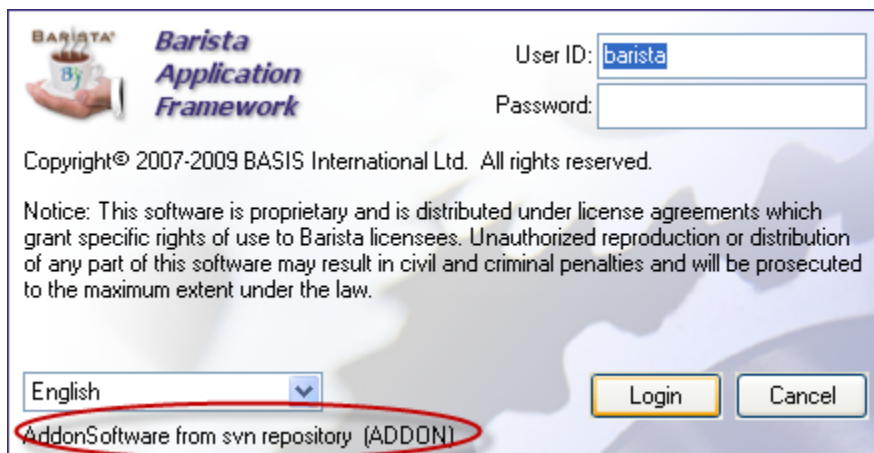 BARISTA®
Bj
Barista
Application
Framework
User ID: barista
Password:
Copyright© 2007-2009 BASIS International Ltd. All rights reserved.
Notice: This software is proprietary and is distributed under license agreements which
grant specific rights of use to Barista licensees. Unauthorized reproduction or distribution
of any part of this software may result in civil and criminal penalties and will be prosecuted
to the maximum extent under the law.
English
Login Cancel
AddonSoftware from svn repository (ADDON)